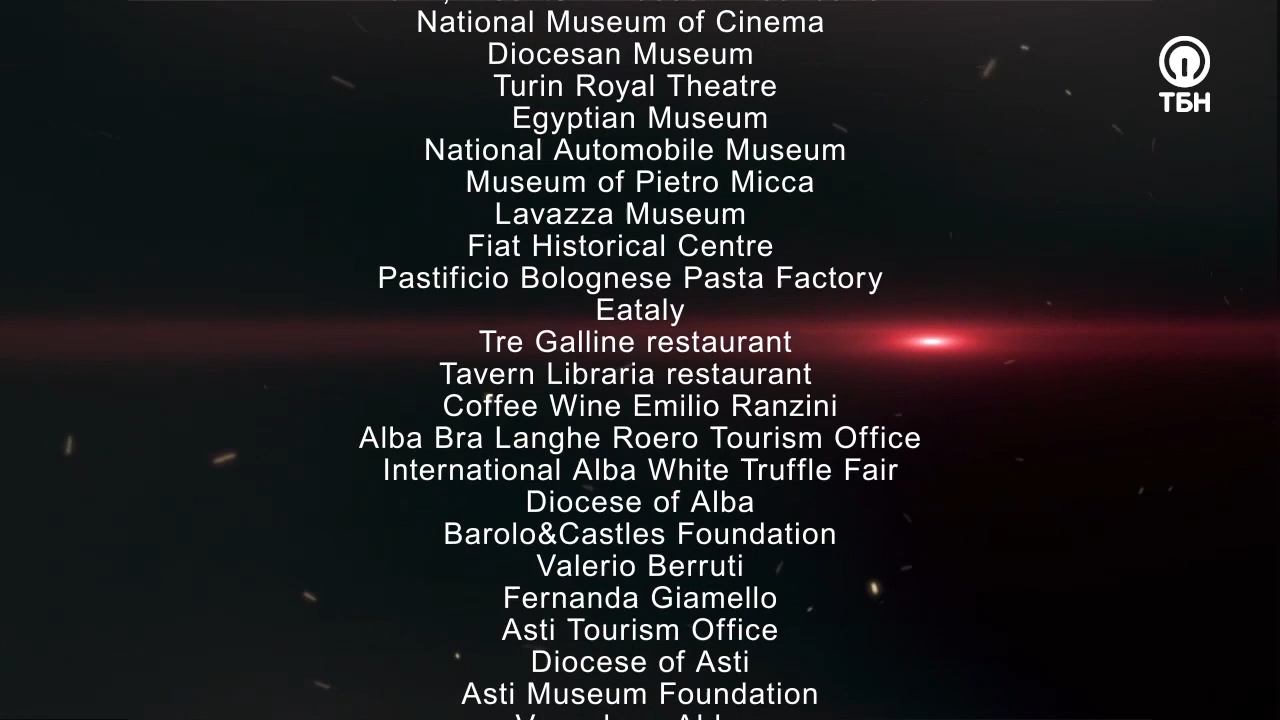 National Museum of Cinema
Diocesan Museum
Turin Royal Theatre
Egyptian Museum
National Automobile Museum
Museum of Pietro Micca
Lavazza Museum
Fiat Historical Centre
Pastificio Bolognese Pasta Factory
Eataly
Tre Galline restaurant
Tavern Libraria restaurant
Coffee Wine Emilio Ranzini
Alba Bra Langhe Roero Tourism Office
International Alba White Truffle Fair
Diocese of Alba
Barolo&Castles Foundation
Valerio Berruti
Fernanda Giamello
Asti Tourism Office
Diocese of Asti
Asti Museum Foundation
ТБН